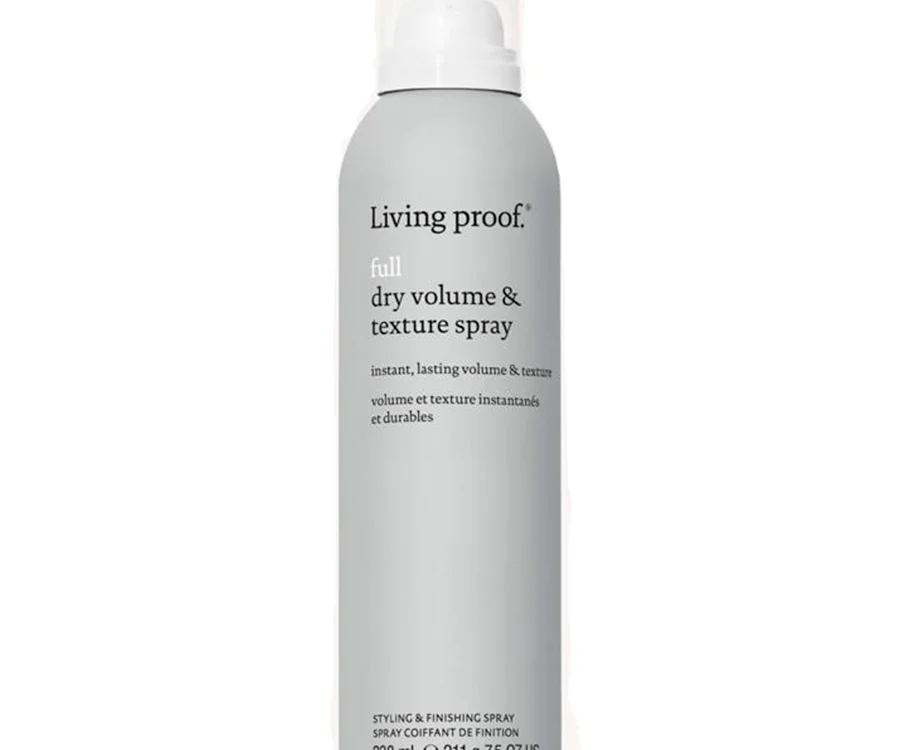 Living proof.®
full
dry volume &
texture spray
instant, lasting volume & texture
volume et texture instantanés
et durables
STYLING & FINISHING SPRAY
SPRAY COIFFANT DE FINITION